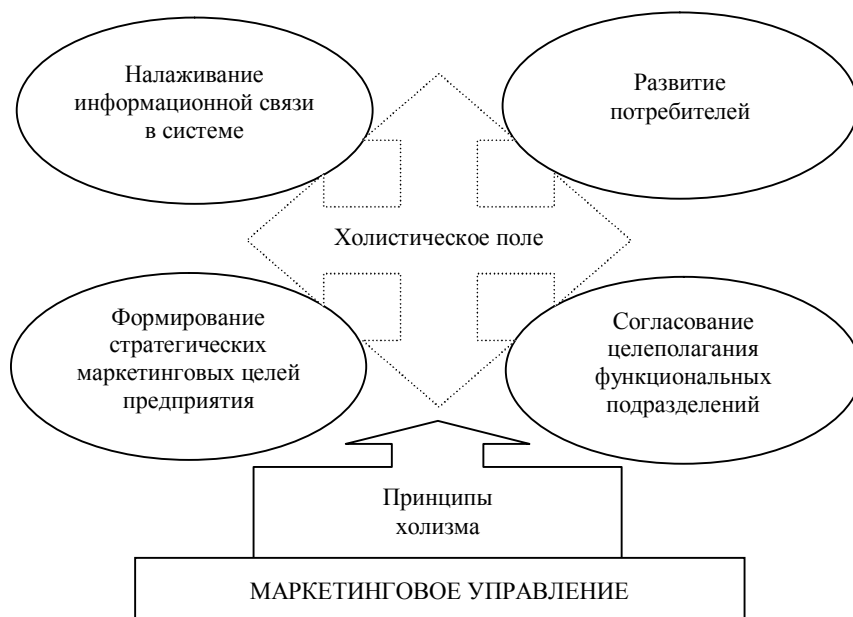 Налаживание
информационной связи
в системе
Развитие
потребителей
Холистическое поле
Формирование
стратегических
маркетинговых целей
предприятия
Согласование
целеполагания
функциональных
подразделений
Принципы
холизма
МАРКЕТИНГОВОЕ УПРАВЛЕНИЕ